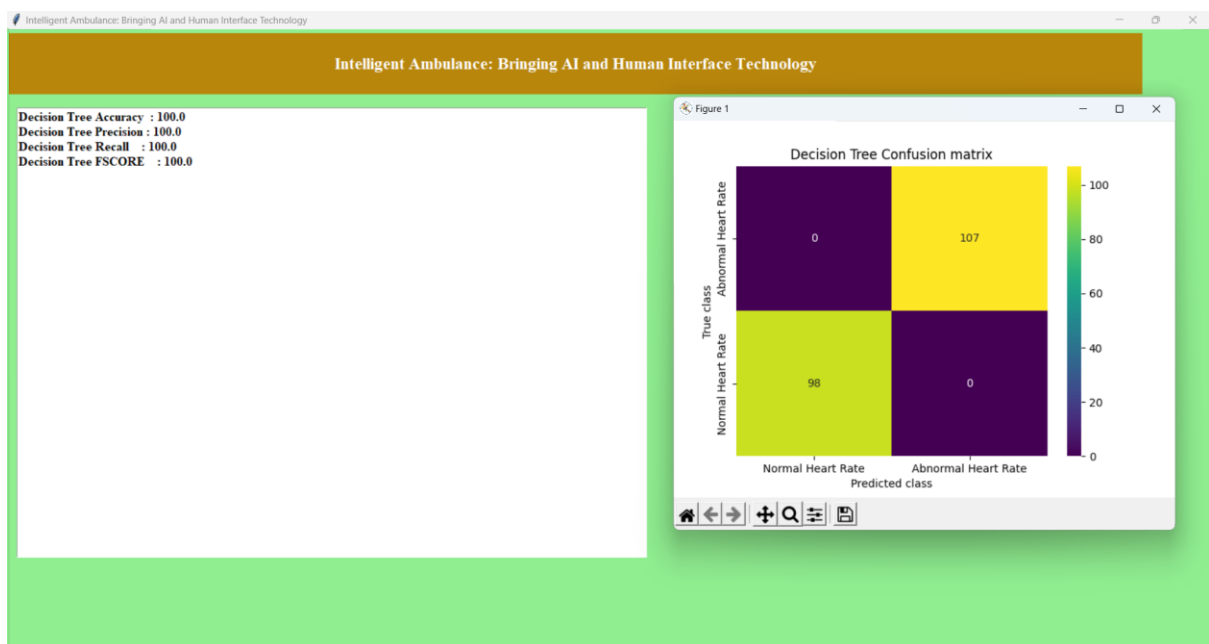 Intelligent Ambulance: Bringing AI and Human Interface Technology
Intelligent Ambulance: Bringing AI and Human Interface Technology
Decision Tree Accuracy : 100.0
Decision Tree Precision : 100.0
Decision Tree Recall : 100.0
Decision Tree FSCORE : 100.0
Figure 1
Decision Tree Confusion matrix
True class
Abnormal Heart Rate
Normal Heart Rate
0
107
98
0
100
80
60
40
20
0
Normal Heart Rate
Abnormal Heart Rate
Predicted class